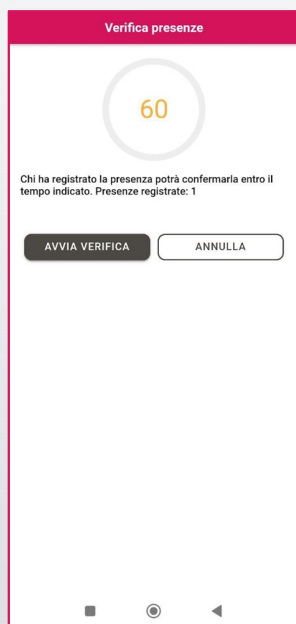 Verifica presenze
60
Chi ha registrato la presenza potrà confermarla entro il
tempo indicato. Presenze registrate: 1
AVVIA VERIFICA
ANNULLA